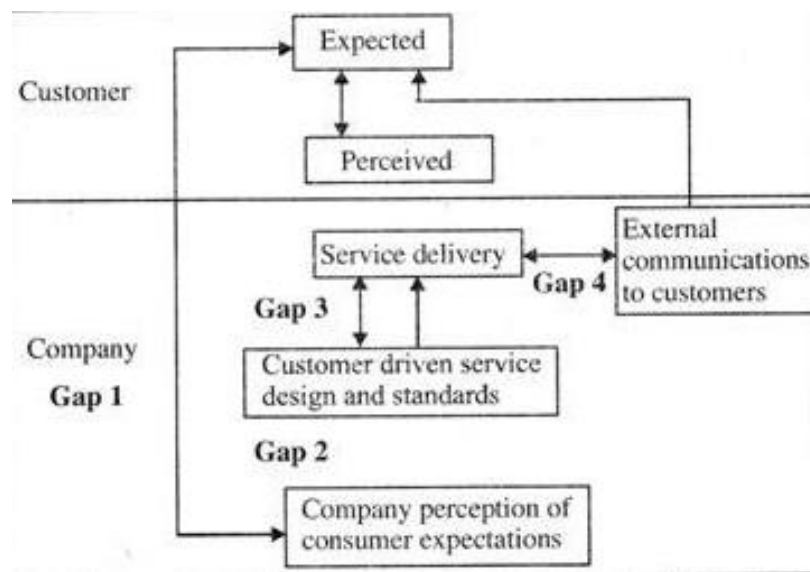 Expected
Customer
Perceived
External
communications
to customers
Service delivery
Gap 4
Gap 3
Company
Customer driven service
design and standards
Gap 1
Gap 2
Company perception of
consumer expectations